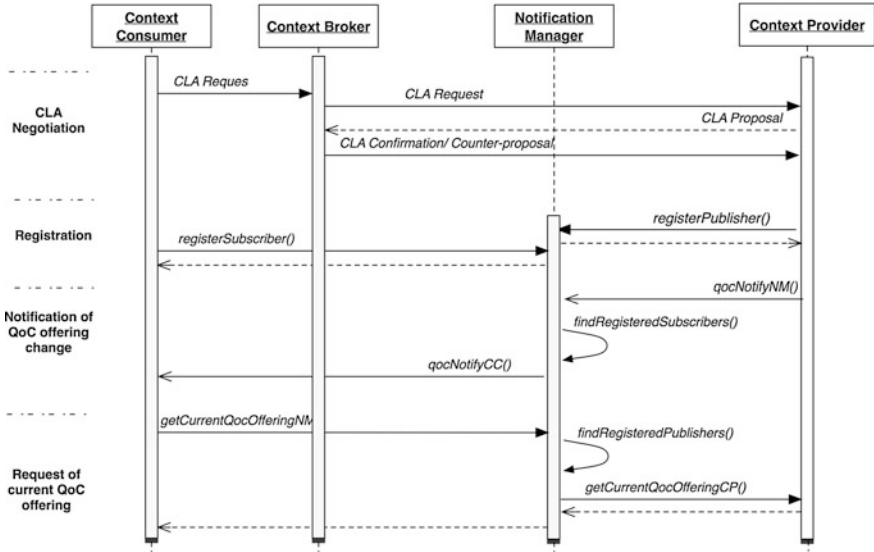 Context
Consumer
Context Broker
Notification
Manager
Context Provider
CLA
Negotiation
CLA Reques
CLA Request
CLA Proposal
CLA Confirmation/ Counter-proposal
Registration
registerPublisher()
registerSubscriber()
Notification of
QoC offering
change
qocNotifyNM()
findRegisteredSubscribers()
qocNotifyCC()
Request of
current QoC
offering
getCurrentQocOfferingNM
findRegisteredPublishers()
getCurrentQocOfferingCP()